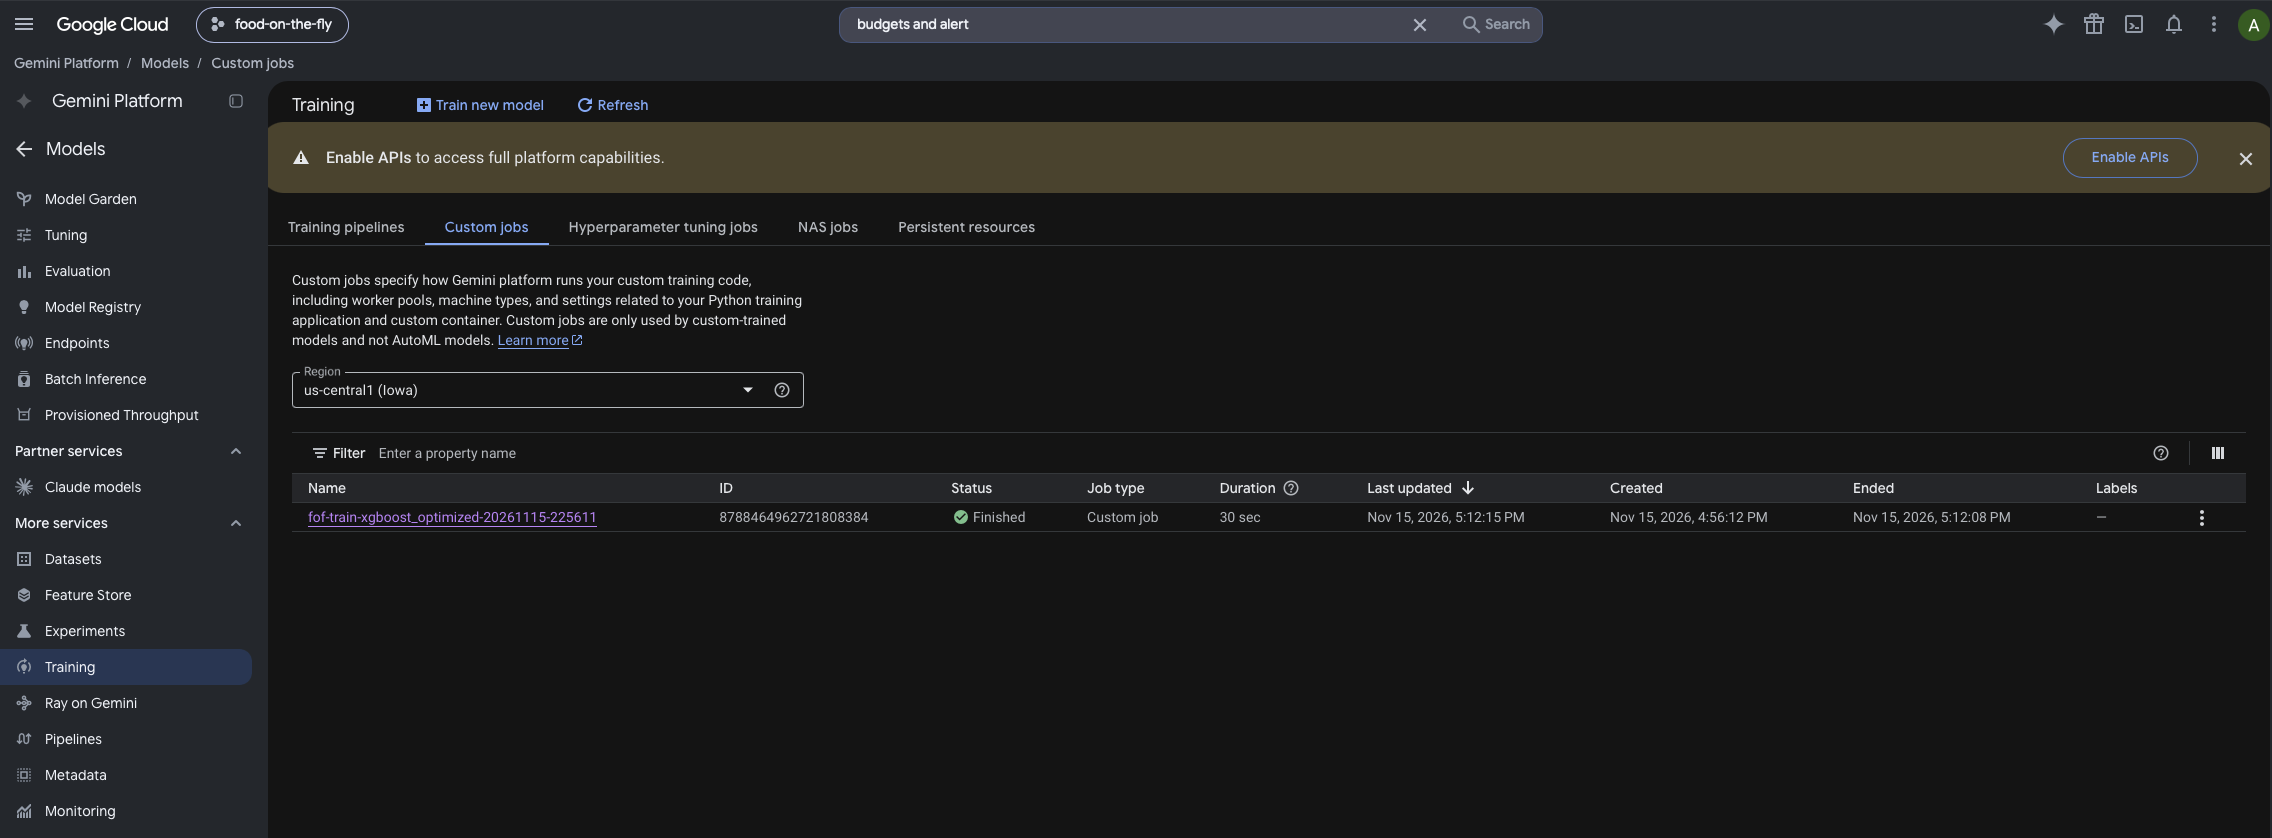 Google Cloud
food-on-the-fly
budgets and alert
Search
A
Gemini Platform / Models / Custom jobs
Gemini Platform
Models
Model Garden
Tuning
Evaluation
Model Registry
Endpoints
Batch Inference
Provisioned Throughput
Partner services
Claude models
More services
Datasets
Feature Store
Experiments
Training
Ray on Gemini
Pipelines
Metadata
Monitoring
Training
Train new model
Refresh
Enable APIs to access full platform capabilities.
Enable APIs
Training pipelines
Custom jobs
Hyperparameter tuning jobs
NAS jobs
Persistent resources
Custom jobs specify how Gemini platform runs your custom training code,
including worker pools, machine types, and settings related to your Python training
application and custom container. Custom jobs are only used by custom-trained
models and not AutoML models. Learn more
Region
us-central1 (Iowa)
Filter Enter a property name
Name ID Status Job type Duration Last updated Created Ended Labels
fof-train-xgboost_optimized-20261115-225611 8788464962721808384 Finished Custom job 30 sec Nov 15, 2026, 5:12:15 PM Nov 15, 2026, 4:56:12 PM Nov 15, 2026, 5:12:08 PM —